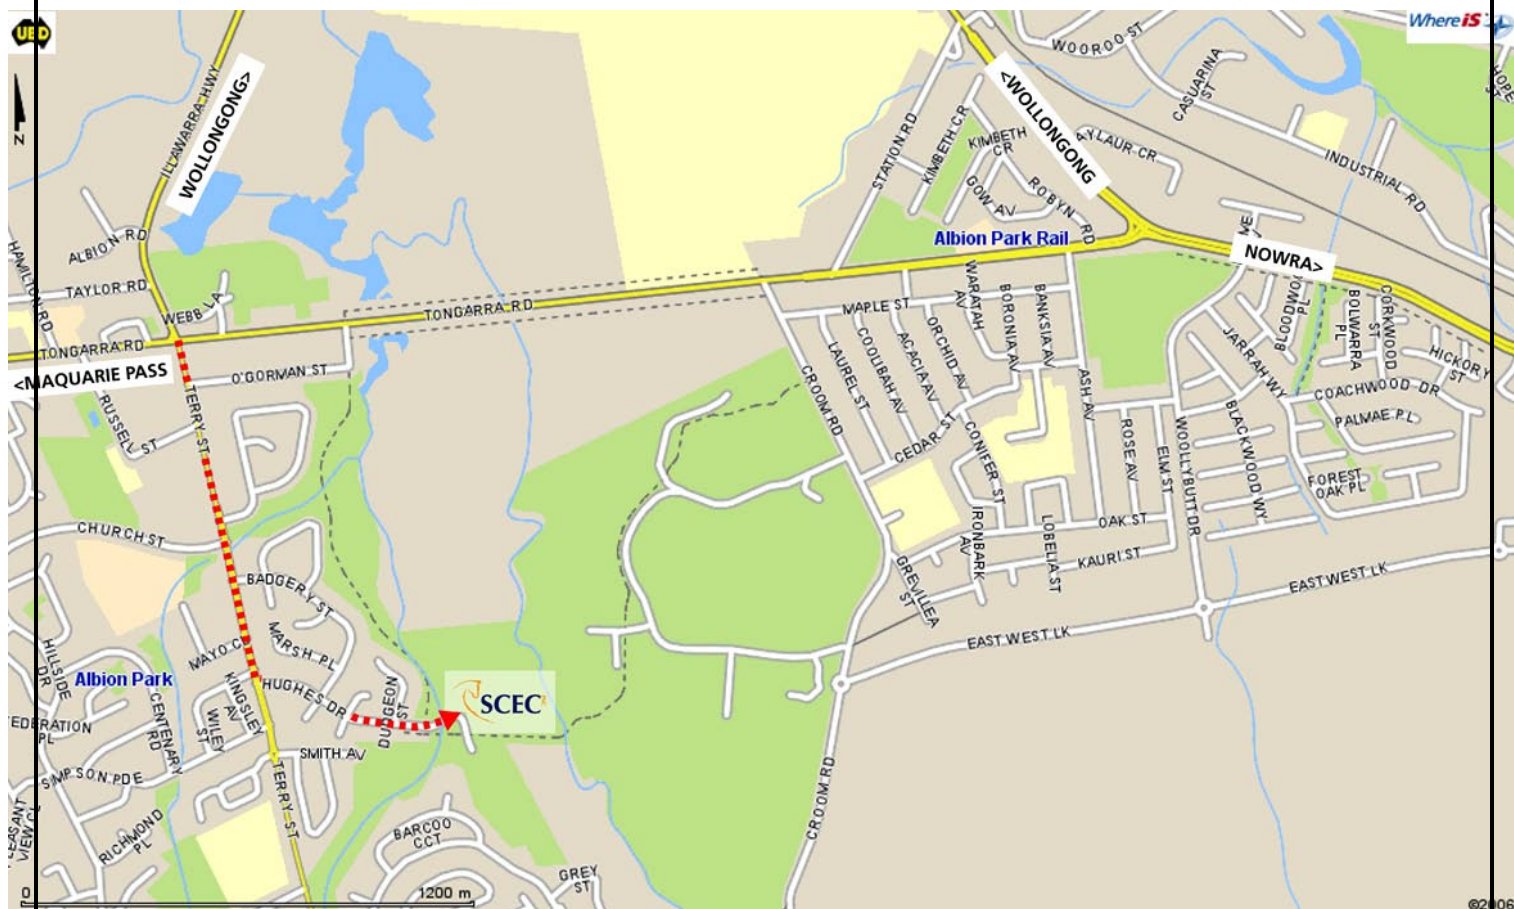 UBD
Whereis
N
ILLAWARRA HWY
WOLLONGONG>
<WOLLONGONG
WOOROO ST
CASUARINA
ST
HOPE
ST
INDUSTRIAL RD
STATION RD
KIMBETH CR
KIMBETH
CR
AYLAUR CR
GOW AV
ROBYN
RD
Albion Park Rail
NOWRA>
ALBION RD
HAMILTON RD
TAYLOR RD
WEBB LA
TONGARRA RD
TONGARRA RD
<MAQUARIE PASS
O'GORMAN ST
RUSSELL ST
TERRY ST
MAPLE ST
WARATAH
AV
BORONIA AV
BANKSIA AV
LAUREL ST
COOLIBAH AV
ACACIA AV
ORCHID AV
CROOM RD
CEDAR ST
CONIFER ST
ASH AV
ROSE AV
ELM ST
WOOLLYBUTT DR
JARRAH WY
BLACKWOOD WY
BLOODWOOD
PL
BOLWARRA
PL
CORKWOOD
ST
HICKORY
ST
COACHWOOD DR
PALMAE PL
FOREST
OAK PL
OAK ST
KAURI ST
IRONBARK
AV
LOBELIA ST
GREVILLEA
ST
EAST WEST LK
EAST WEST LK
CHURCH ST
BADGERY ST
MARSH PL
MAYO C
HUGHES DR
DUDGEON
ST
SCEC
HILLSIDE
DR
Albion Park
KINGSLEY
AV
WILEY
ST
CENTENARY
RD
FEDERATION
PL
SIMPSON PDE
SMITH AV
TERRY ST
RICHMOND
PL
PLEASANT
VIEW CL
BARCOO
CCT
GREY
ST
CROOM RD
0
1200 m
©2006